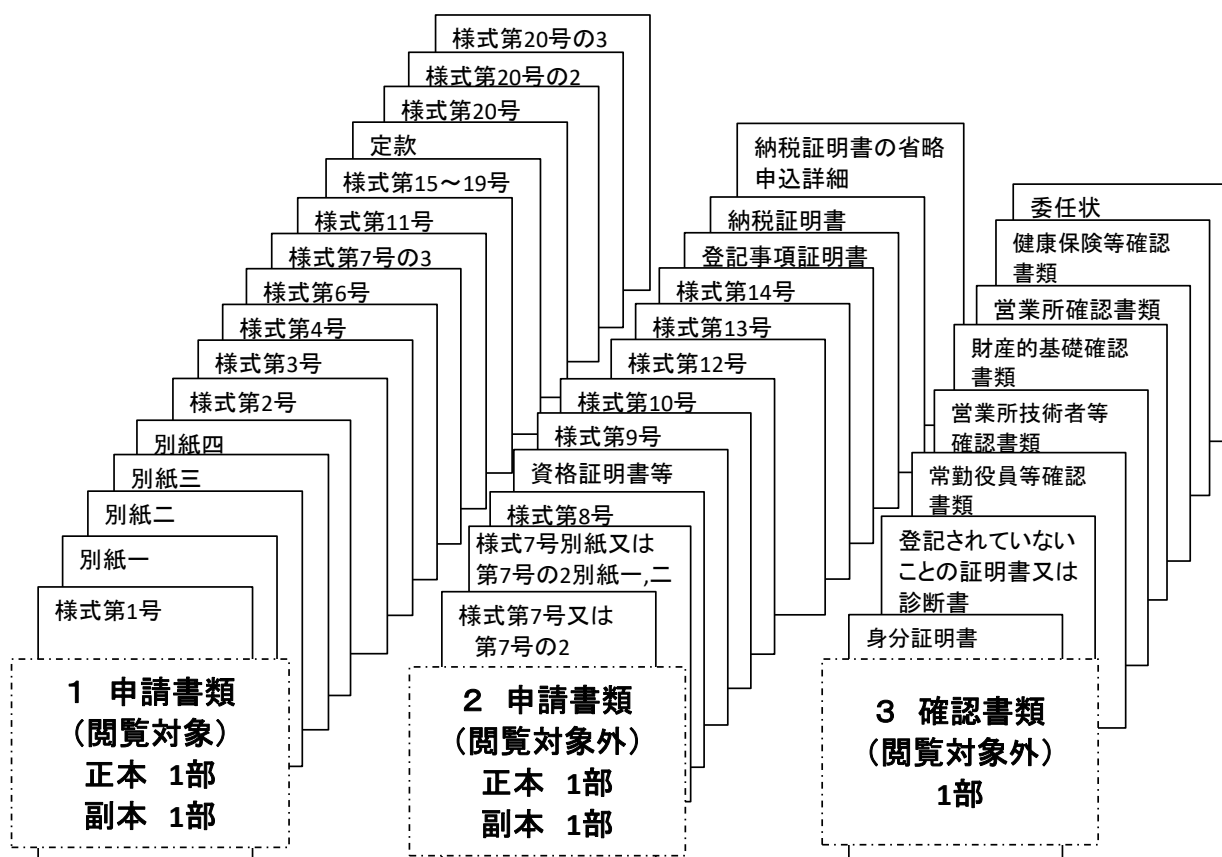 様式第20号の3
様式第20号の2
様式第20号
定款
様式第15～19号
様式第11号
様式第7号の3
様式第6号
様式第4号
様式第3号
様式第2号
別紙四
別紙三
別紙二
別紙一
様式第1号
１　申請書類
（閲覧対象）
正本　1部
副本　1部
納税証明書の省略
申込詳細
納税証明書
登記事項証明書
様式第14号
様式第13号
様式第12号
様式第10号
様式第9号
資格証明書等
様式第8号
様式7号別紙又は
第7号の2別紙一,二
様式第7号又は
第7号の2
２　申請書類
（閲覧対象外）
正本　1部
副本　1部
委任状
健康保険等確認
書類
営業所確認書類
財産的基礎確認
書類
営業所技術者等
確認書類
常勤役員等確認
書類
登記されていない
ことの証明書又は
診断書
身分証明書
３　確認書類
（閲覧対象外）
1部